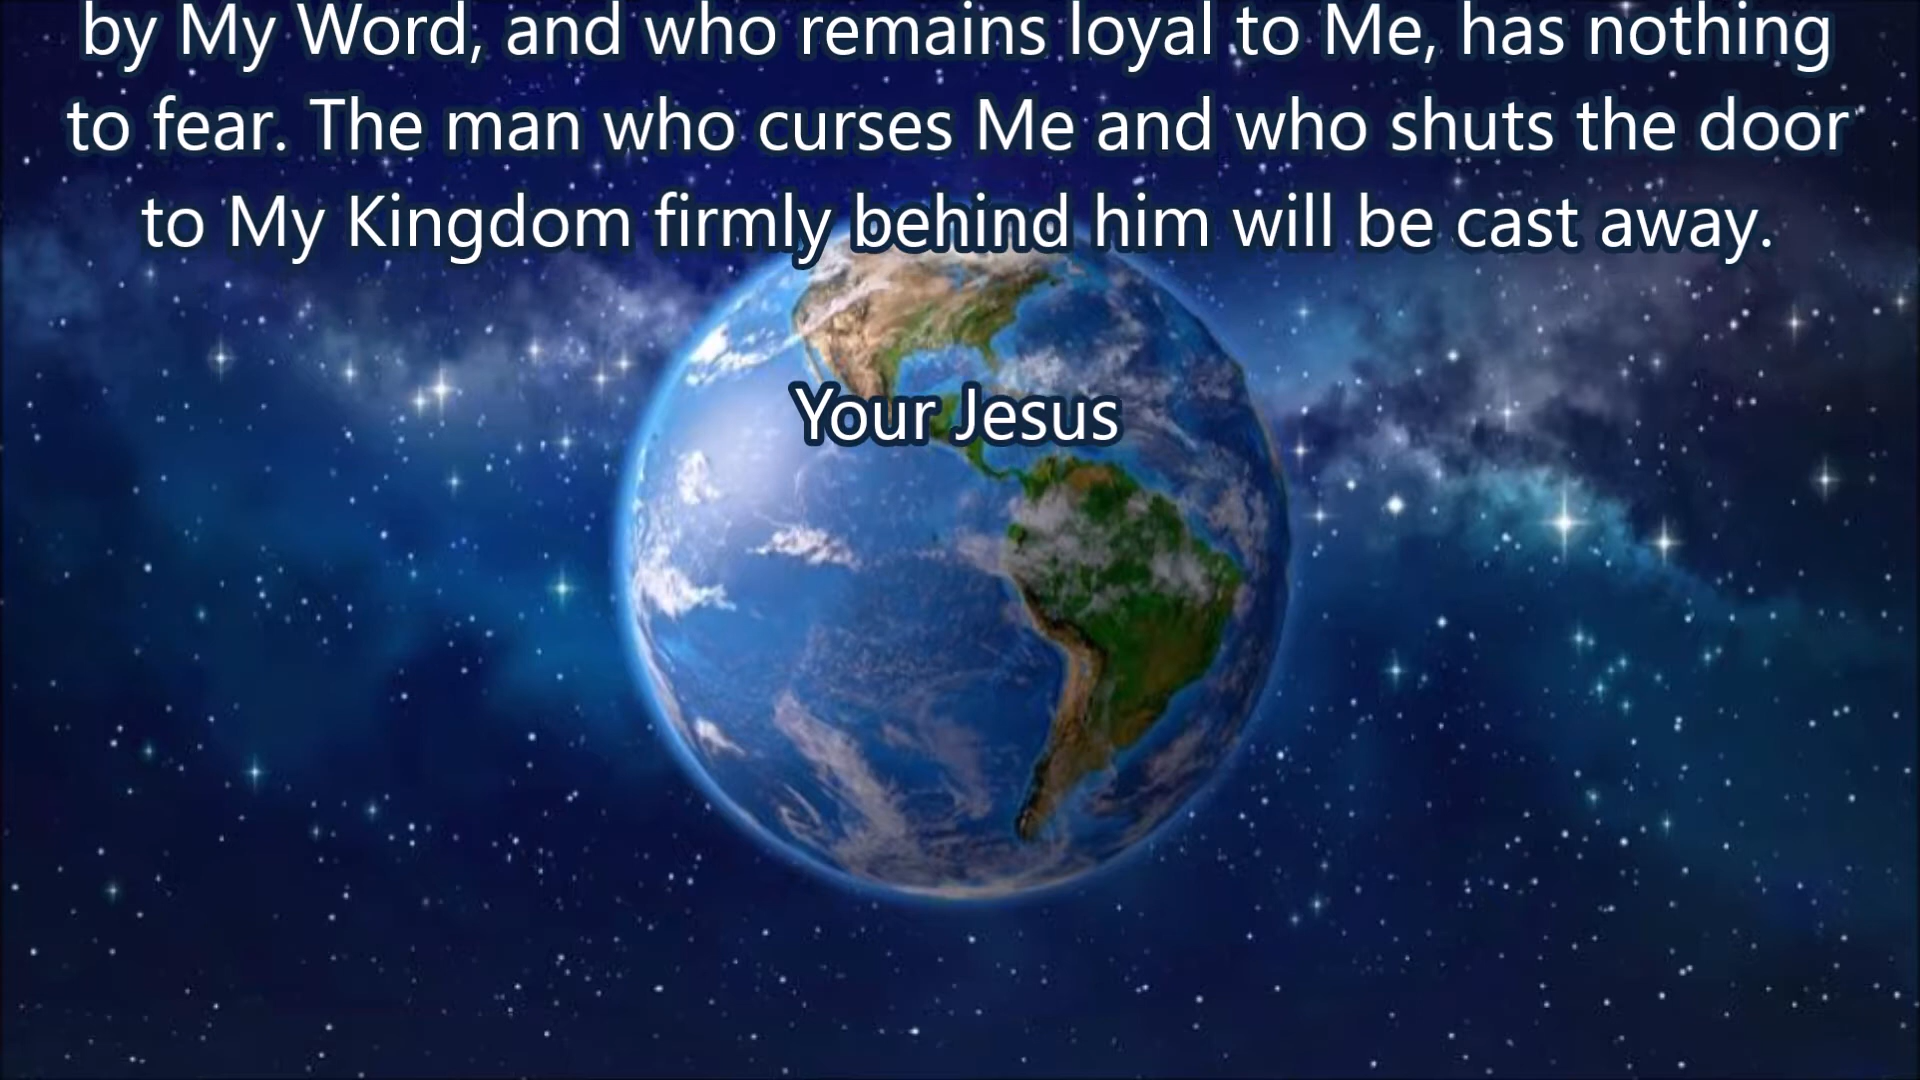 by My Word, and who remains loyal to Me, has nothing
to fear. The man who curses Me and who shuts the door
to My Kingdom firmly behind him will be cast away.
Your Jesus